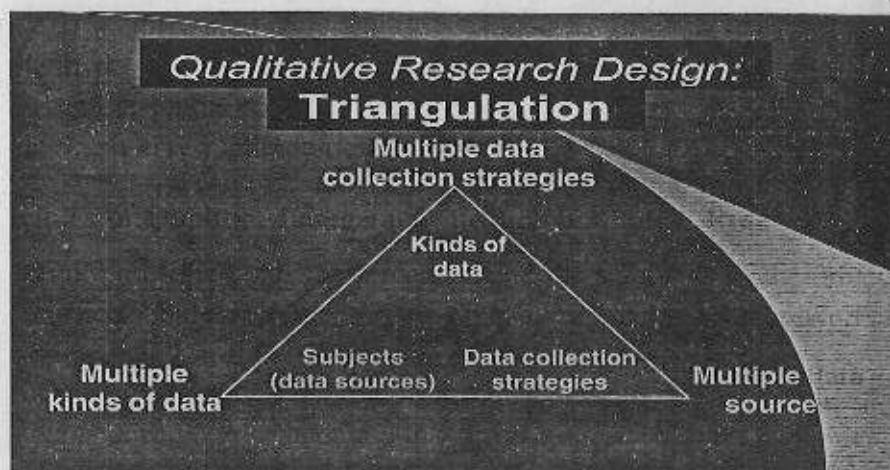 Qualitative Research Design:
Triangulation
Multiple data
collection strategies
Kinds of
data
Subjects
(data sources)
Data collection
strategies
Multiple
kinds of data
Multiple data
source